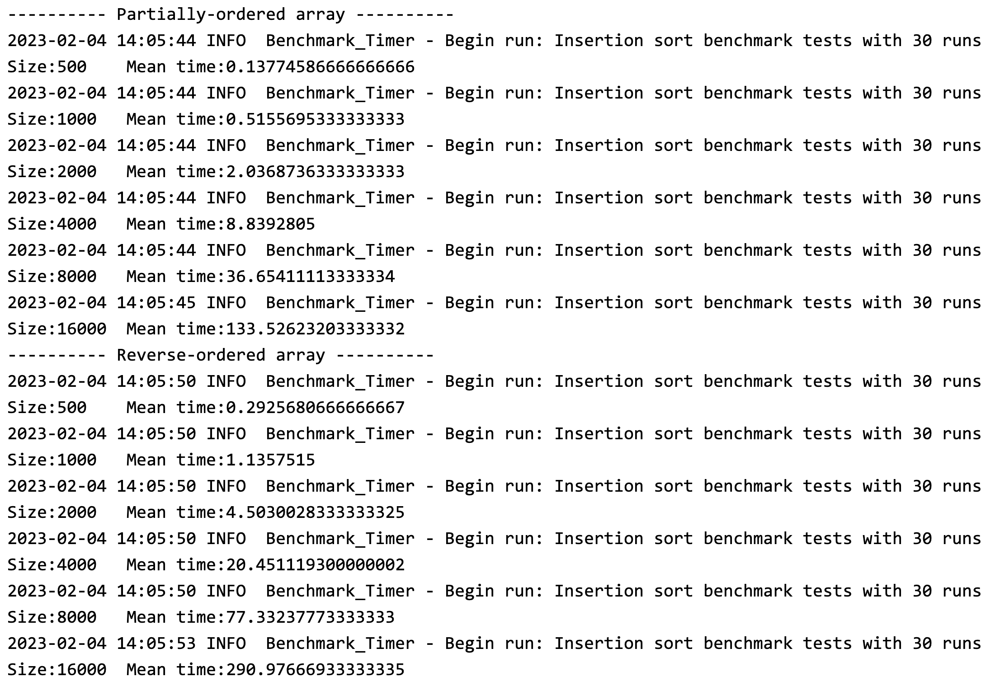 ---------- Partially-ordered array ----------
2023-02-04 14:05:44 INFO  Benchmark_Timer - Begin run: Insertion sort benchmark tests with 30 runs
Size:500    Mean time:0.13774586666666666
2023-02-04 14:05:44 INFO  Benchmark_Timer - Begin run: Insertion sort benchmark tests with 30 runs
Size:1000   Mean time:0.5155695333333333
2023-02-04 14:05:44 INFO  Benchmark_Timer - Begin run: Insertion sort benchmark tests with 30 runs
Size:2000   Mean time:2.0368736333333333
2023-02-04 14:05:44 INFO  Benchmark_Timer - Begin run: Insertion sort benchmark tests with 30 runs
Size:4000   Mean time:8.8392805
2023-02-04 14:05:44 INFO  Benchmark_Timer - Begin run: Insertion sort benchmark tests with 30 runs
Size:8000   Mean time:36.65411113333334
2023-02-04 14:05:45 INFO  Benchmark_Timer - Begin run: Insertion sort benchmark tests with 30 runs
Size:16000  Mean time:133.52623203333332
---------- Reverse-ordered array ----------
2023-02-04 14:05:50 INFO  Benchmark_Timer - Begin run: Insertion sort benchmark tests with 30 runs
Size:500    Mean time:0.2925680666666667
2023-02-04 14:05:50 INFO  Benchmark_Timer - Begin run: Insertion sort benchmark tests with 30 runs
Size:1000   Mean time:1.1357515
2023-02-04 14:05:50 INFO  Benchmark_Timer - Begin run: Insertion sort benchmark tests with 30 runs
Size:2000   Mean time:4.5030028333333325
2023-02-04 14:05:50 INFO  Benchmark_Timer - Begin run: Insertion sort benchmark tests with 30 runs
Size:4000   Mean time:20.451119300000002
2023-02-04 14:05:50 INFO  Benchmark_Timer - Begin run: Insertion sort benchmark tests with 30 runs
Size:8000   Mean time:77.33237773333333
2023-02-04 14:05:53 INFO  Benchmark_Timer - Begin run: Insertion sort benchmark tests with 30 runs
Size:16000  Mean time:290.97666933333335